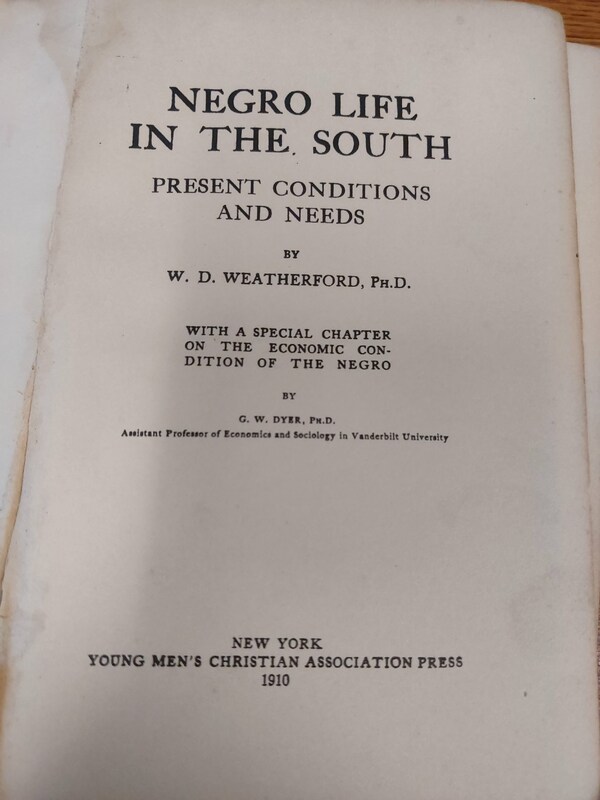 NEGRO LIFE
IN THE SOUTH
PRESENT CONDITIONS
AND NEEDS
BY
W. D. WEATHERFORD, PH.D.
WITH A SPECIAL CHAPTER
ON THE ECONOMIC CON-
DITION OF THE NEGRO
BY
G. W. DYER, PH.D.
Assistant Professor of Economics and Sociology in Vanderbilt University
NEW YORK
YOUNG MEN'S CHRISTIAN ASSOCIATION PRESS
1910